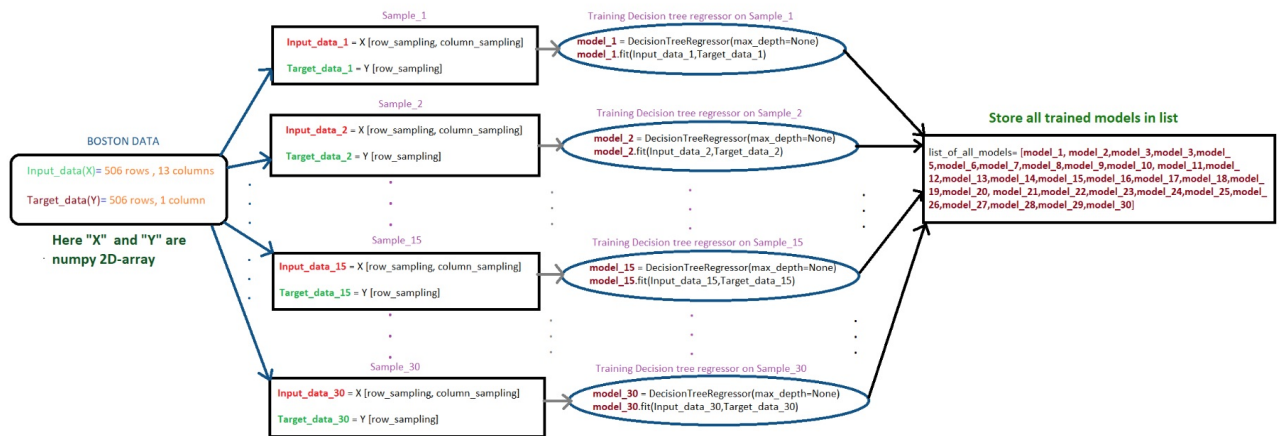 BOSTON DATA
Input_data(X)= 506 rows , 13 columns
Target_data(Y)= 506 rows, 1 column
Here "X" and "Y" are
numpy 2D-array
Sample_1
Input_data_1 = X [row_sampling, column_sampling]
Target_data_1 = Y [row_sampling]
Training Decision tree regressor on Sample_1
model_1 = DecisionTreeRegressor(max_depth=None)
model_1.fit(Input_data_1,Target_data_1)
Sample_2
Input_data_2 = X [row_sampling, column_sampling]
Target_data_2 = Y [row_sampling]
Training Decision tree regressor on Sample_2
model_2 = DecisionTreeRegressor(max_depth=None)
model_2.fit(Input_data_2,Target_data_2)
Sample_15
Input_data_15 = X [row_sampling, column_sampling]
Target_data_15 = Y [row_sampling]
Training Decision tree regressor on Sample_15
model_15 = DecisionTreeRegressor(max_depth=None)
model_15.fit(Input_data_15,Target_data_15)
Sample_30
Input_data_30 = X [row_sampling, column_sampling]
Target_data_30 = Y [row_sampling]
Training Decision tree regressor on Sample_30
model_30 = DecisionTreeRegressor(max_depth=None)
model_30.fit(Input_data_30,Target_data_30)
Store all trained models in list
list_of_all_models= [model_1, model_2,model_3,model_3,model_
5,model_6,model_7,model_8,model_9,model_10, model_11,model_
12,model_13,model_14,model_15,model_16,model_17,model_18,model_
19,model_20, model_21,model_22,model_23,model_24,model_25,model_
26,model_27,model_28,model_29,model_30]